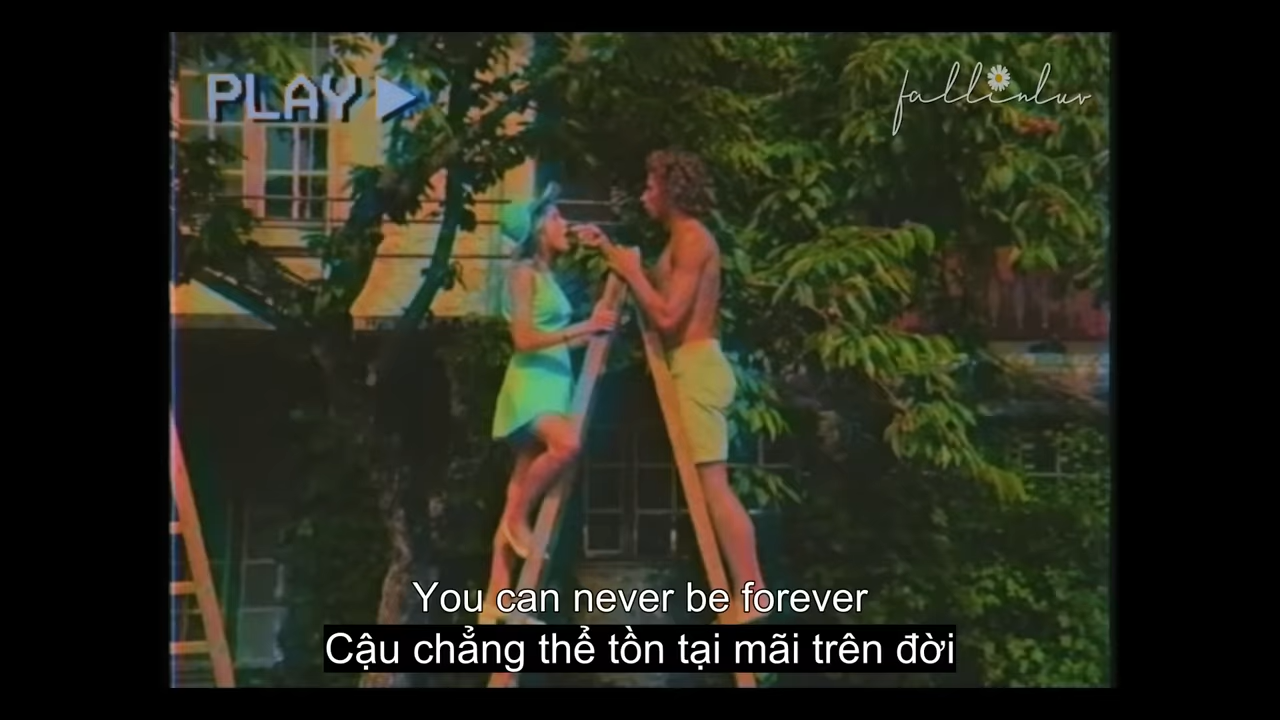 PLAY
fallinluv
You can never be forever
Cậu chẳng thể tồn tại mãi trên đời